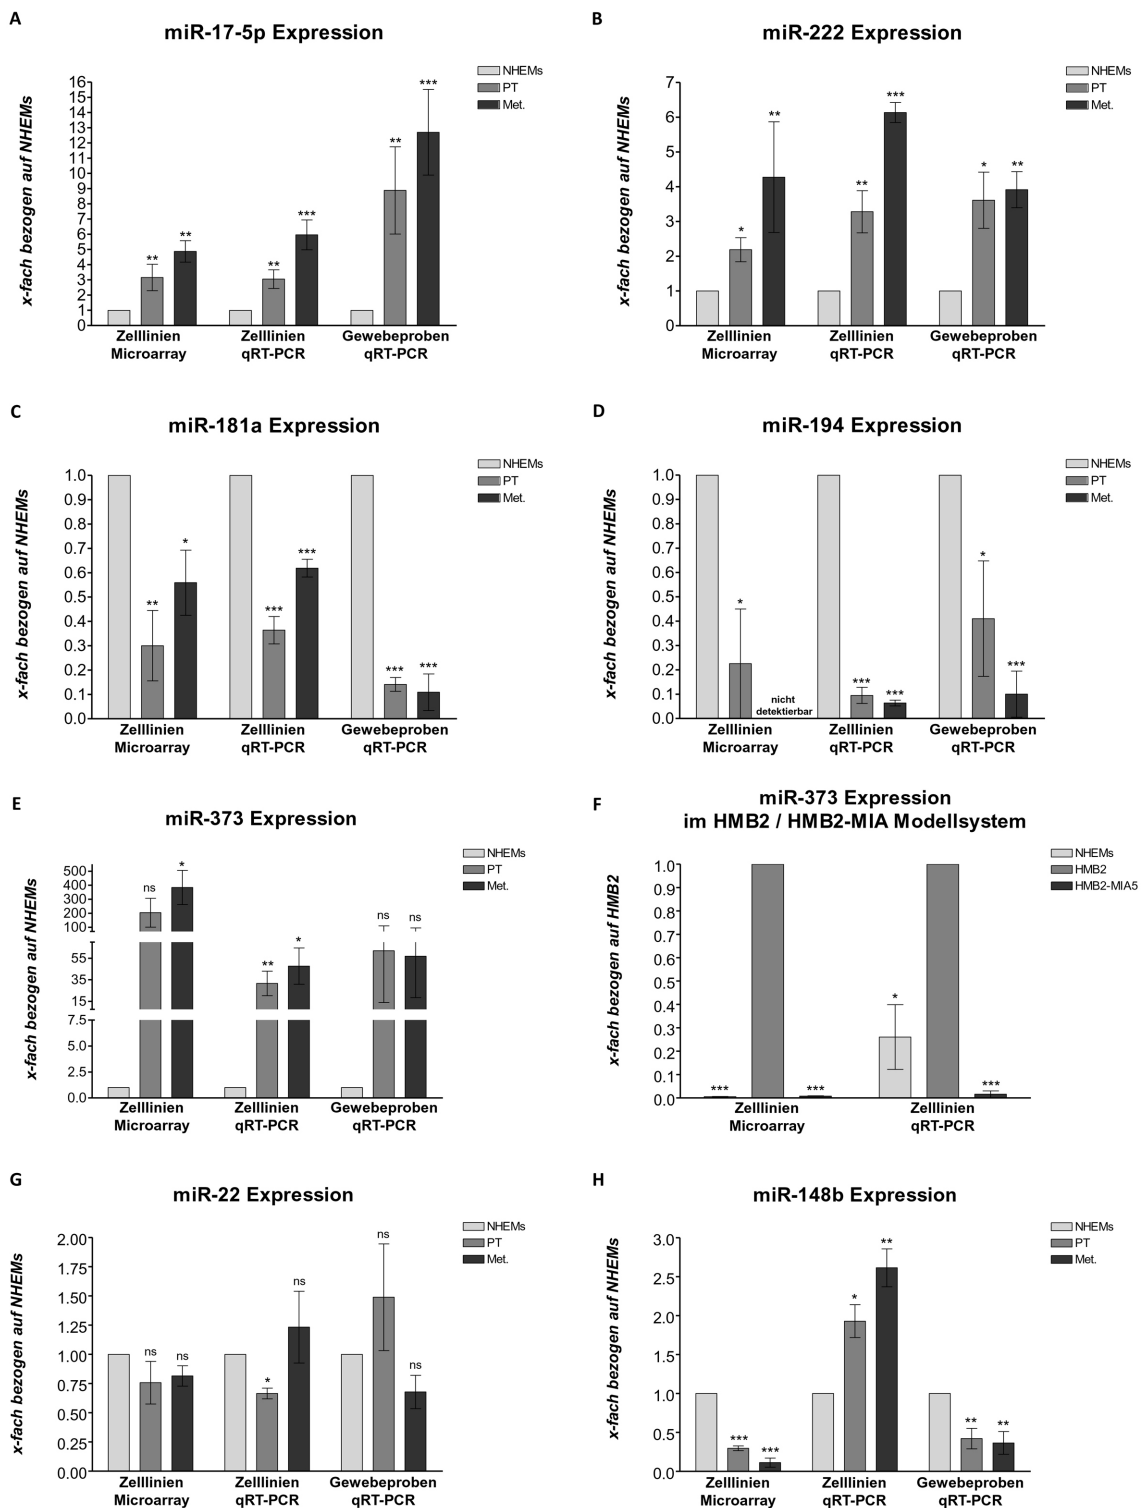 A
miR-17-5p Expression
x-fach bezogen auf NHEMs
16
15
14
13
12
11
10
9
8
7
6
5
4
3
2
1
0
** ** ** *** ** ***
NHEMs
PT
Met.
Zelllinien Zelllinien Gewebeproben
Microarray qRT-PCR qRT-PCR
B
miR-222 Expression
x-fach bezogen auf NHEMs
7
6
5
4
3
2
1
0
* ** ** *** * **
NHEMs
PT
Met.
Zelllinien Zelllinien Gewebeproben
Microarray qRT-PCR qRT-PCR
C
miR-181a Expression
x-fach bezogen auf NHEMs
1.0
0.9
0.8
0.7
0.6
0.5
0.4
0.3
0.2
0.1
0.0
** * *** *** *** ***
NHEMs
PT
Met.
Zelllinien Zelllinien Gewebeproben
Microarray qRT-PCR qRT-PCR
D
miR-194 Expression
x-fach bezogen auf NHEMs
1.0
0.9
0.8
0.7
0.6
0.5
0.4
0.3
0.2
0.1
0.0
* *** *** * ***
nicht
detektierbar
NHEMs
PT
Met.
Zelllinien Zelllinien Gewebeproben
Microarray qRT-PCR qRT-PCR
E
miR-373 Expression
x-fach bezogen auf NHEMs
500
400
300
200
100
55
35
15
7.5
5.0
2.5
0.0
ns * ** * ns ns
NHEMs
PT
Met.
Zelllinien Zelllinien Gewebeproben
Microarray qRT-PCR qRT-PCR
F
miR-373 Expression
im HMB2 / HMB2-MIA Modellsystem
x-fach bezogen auf HMB2
1.0
0.9
0.8
0.7
0.6
0.5
0.4
0.3
0.2
0.1
0.0
*** *** * ***
NHEMs
HMB2
HMB2-MIA5
Zelllinien Zelllinien
Microarray qRT-PCR
G
miR-22 Expression
x-fach bezogen auf NHEMs
2.00
1.75
1.50
1.25
1.00
0.75
0.50
0.25
0.00
ns ns * ns ns ns
NHEMs
PT
Met.
Zelllinien Zelllinien Gewebeproben
Microarray qRT-PCR qRT-PCR
H
miR-148b Expression
x-fach bezogen auf NHEMs
3.0
2.5
2.0
1.5
1.0
0.5
0.0
*** *** * ** ** **
NHEMs
PT
Met.
Zelllinien Zelllinien Gewebeproben
Microarray qRT-PCR qRT-PCR